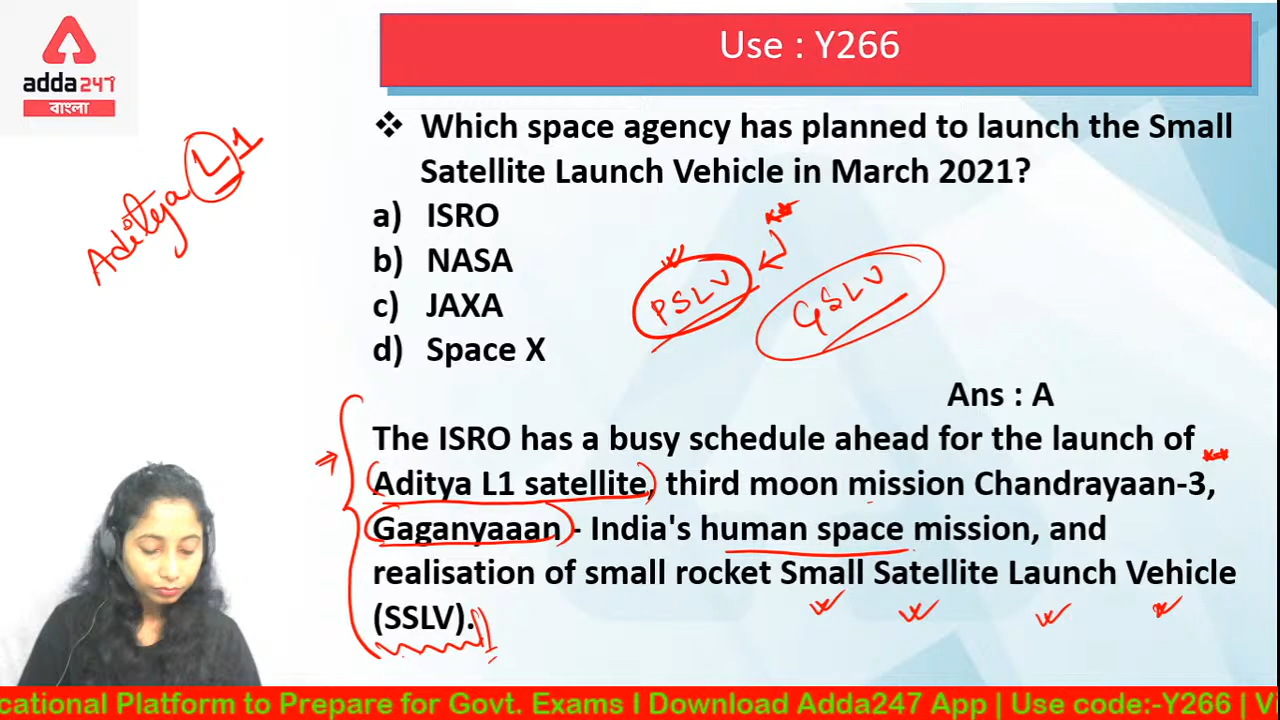 adda247
বাংলা
Use : Y266
Aditya L1
❖ Which space agency has planned to launch the Small
Satellite Launch Vehicle in March 2021?
a) ISRO
b) NASA
c) JAXA
d) Space X
PSLV
GSLV
Ans : A
The ISRO has a busy schedule ahead for the launch of
Aditya L1 satellite, third moon mission Chandrayaan-3,
Gaganyaaan - India's human space mission, and
realisation of small rocket Small Satellite Launch Vehicle
(SSLV).
cational Platform to Prepare for Govt. Exams I Download Adda247 App | Use code:-Y266 | Vi